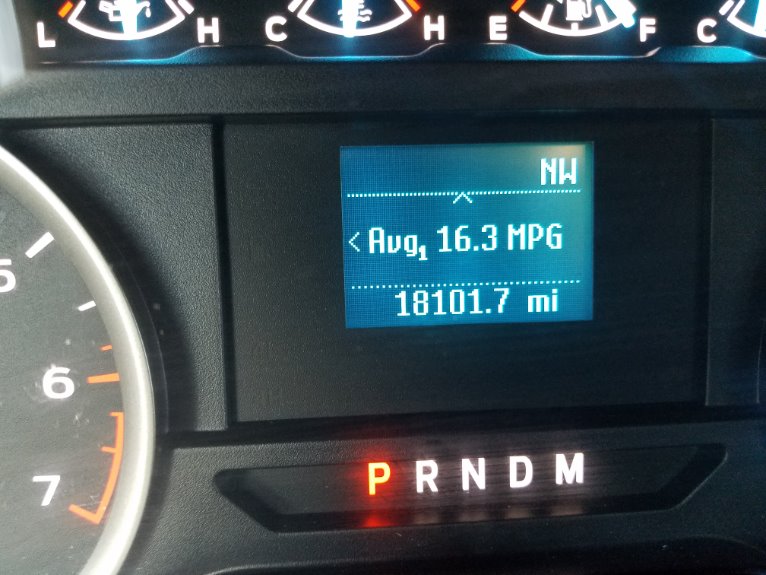 L H C H E F C
NW
< Avg1 16.3 MPG
18101.7 mi
5
6
7
P R N D M